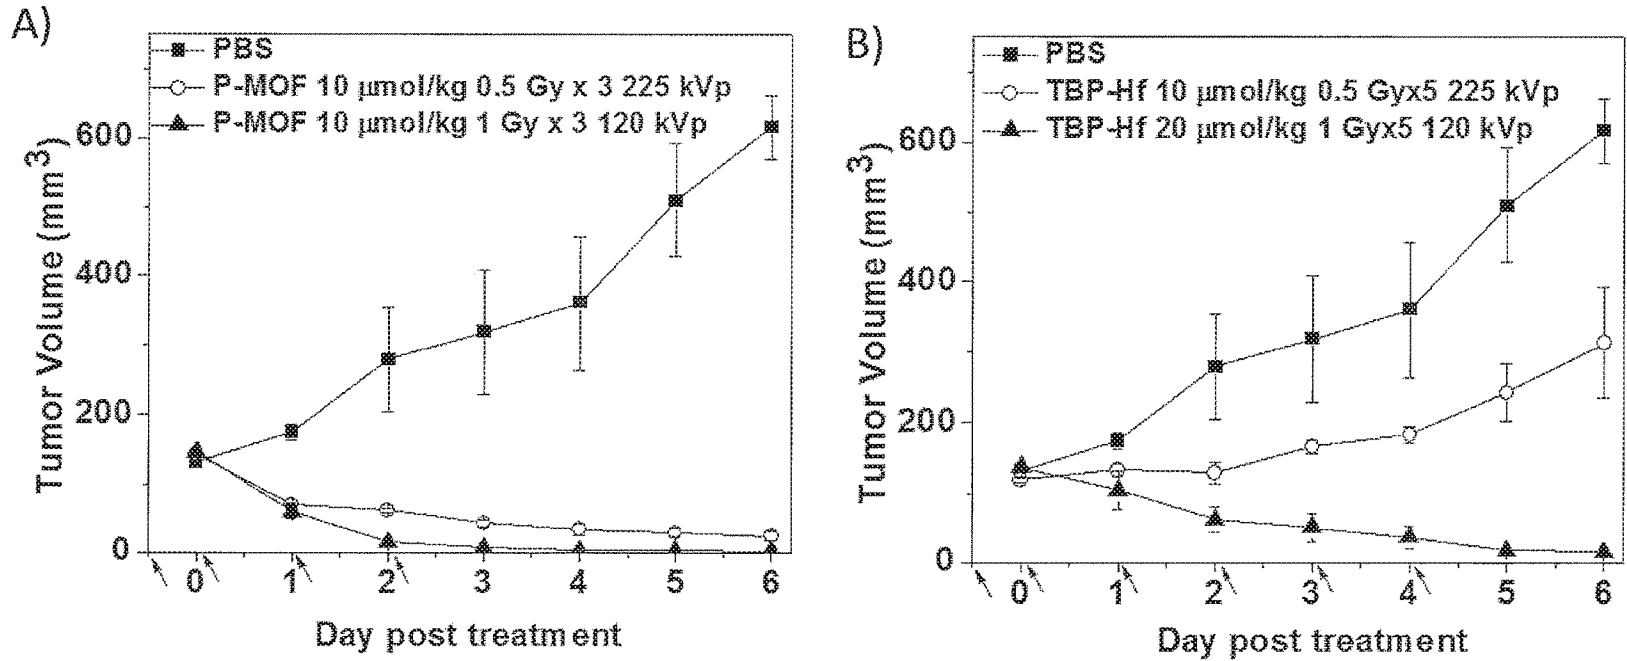 A)
PBS
P-MOF 10 μmol/kg 0.5 Gy x 3 225 kVp
P-MOF 10 μmol/kg 1 Gy x 3 120 kVp
Tumor Volume (mm³)
600
400
200
0
0 1 2 3 4 5 6
Day post treatment
B)
PBS
TBP-Hf 10 μmol/kg 0.5 Gyx5 225 kVp
TBP-Hf 20 μmol/kg 1 Gyx5 120 kVp
Tumor Volume (mm³)
600
400
200
0
0 1 2 3 4 5 6
Day post treatment